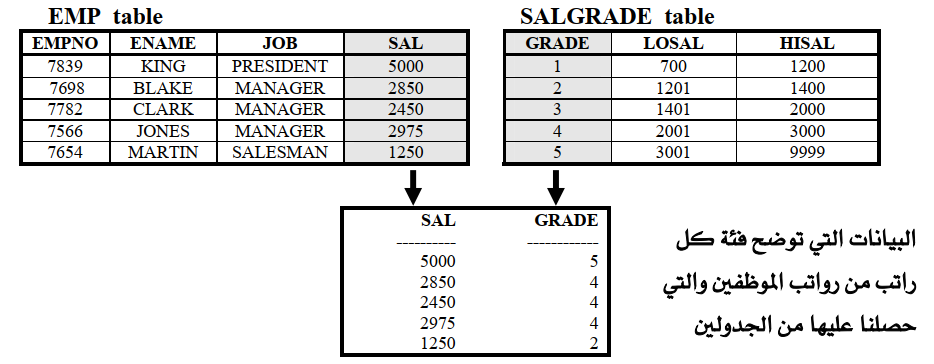 EMP table
SALGRADE table
EMPNO ENAME JOB SAL
7839 KING PRESIDENT 5000
7698 BLAKE MANAGER 2850
7782 CLARK MANAGER 2450
7566 JONES MANAGER 2975
7654 MARTIN SALESMAN 1250
GRADE LOSAL HISAL
1 700 1200
2 1201 1400
3 1401 2000
4 2001 3000
5 3001 9999
SAL GRADE
---------- ------------
5000 5
2850 4
2450 4
2975 4
1250 2
البيانات التي توضح فئة كل
راتب من رواتب الموظفين والتي
حصلنا عليها من الجدولين